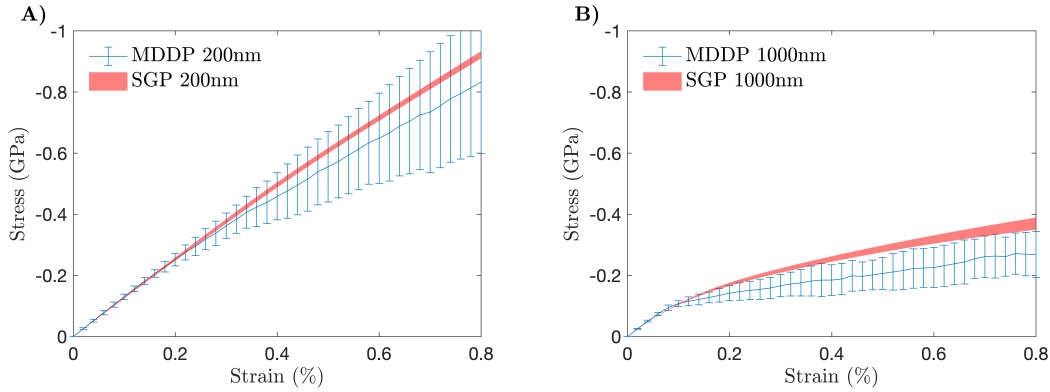 A)
-1
-0.8
-0.6
-0.4
-0.2
0
Stress (GPa)
MDDP 200nm
SGP 200nm
0 0.2 0.4 0.6 0.8
Strain (%)
B)
-1
-0.8
-0.6
-0.4
-0.2
0
Stress (GPa)
MDDP 1000nm
SGP 1000nm
0 0.2 0.4 0.6 0.8
Strain (%)